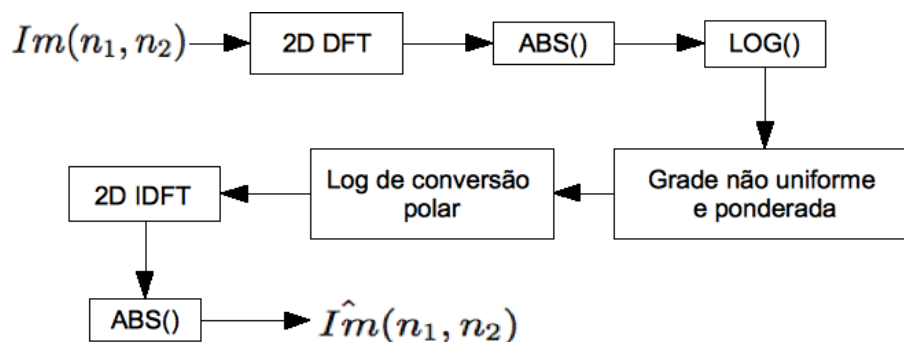 Im(n₁, n₂)
2D DFT
ABS()
LOG()
Grade não uniforme
e ponderada
Log de conversão
polar
2D IDFT
ABS()
Im̂(n₁, n₂)